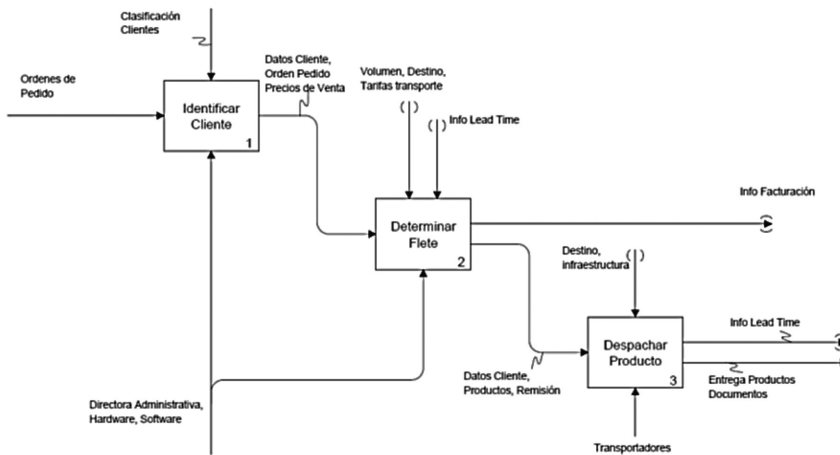 Clasificación
Clientes
Ordenes de
Pedido
Identificar
Cliente
1
Datos Cliente,
Orden Pedido
Precios de Venta
Volumen, Destino,
Tarifas transporte
Info Lead Time
Determinar
Flete
2
Info Facturación
Destino,
infraestructura
Despachar
Producto
3
Info Lead Time
Entrega Productos
Documentos
Datos Cliente,
Productos, Remisión
Directora Administrativa,
Hardware, Software
Transportadores